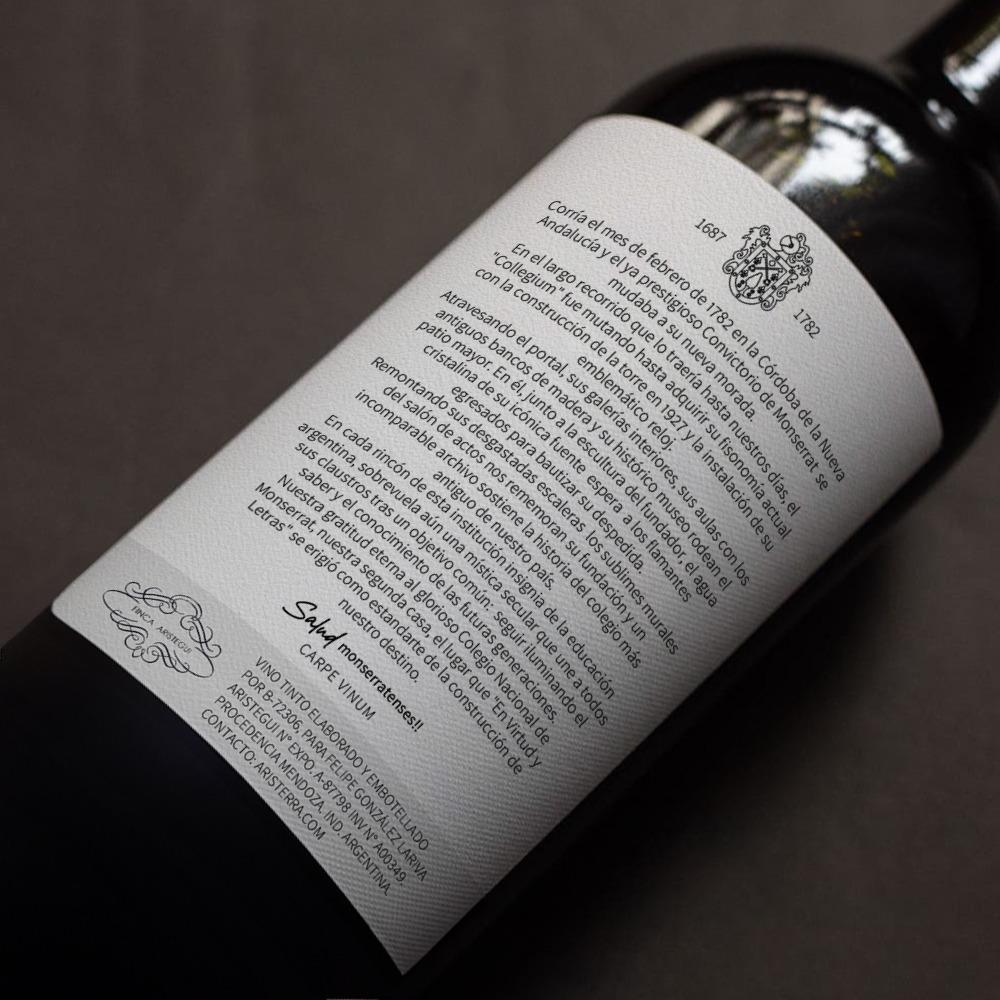 1687
1782
Corría el mes de febrero de 1782 en la Córdoba de la Nueva
Andalucía y el ya prestigioso Convictorio de Monserrat se
mudaba a su nueva morada.
En el largo recorrido que lo traería hasta nuestros días, el
"Collegium" fue mutando hasta adquirir su fisonomía actual
con la construcción de la torre en 1927 y la instalación de su
emblemático reloj.
Atravesando el portal, sus galerías interiores, sus aulas con los
antiguos bancos de madera y su histórico museo rodean el
patio mayor. En él, junto a la escultura del fundador, el agua
cristalina de su icónica fuente espera a los flamantes
egresados para bautizar su despedida.
Remontando sus desgastadas escaleras, los sublimes murales
del salón de actos nos rememoran su fundación y un
incomparable archivo sostiene la historia del colegio más
antiguo de nuestro país.
En cada rincón de esta institución insignia de la educación
argentina, sobrevuela aún una mística secular que une a todos
sus claustros tras un objetivo común: seguir iluminando el
saber y el conocimiento de las futuras generaciones.
Nuestra gratitud eterna al glorioso Colegio Nacional de
Monserrat, nuestra segunda casa, el lugar que "En Virtud y
Letras" se erigió como estandarte de la construcción de
nuestro destino.
Salud monserratenses!!
CARPE VINUM
FINCA ARISTEGUI
VINO TINTO ELABORADO Y EMBOTELLADO
POR B-72306, PARA FELIPE GONZÁLEZ LARIVA
ARISTEGUI N° EXPO. A-87798 INV N° A00349.
PROCEDENCIA MENDOZA. IND. ARGENTINA.
CONTACTO: ARISTERRA.COM